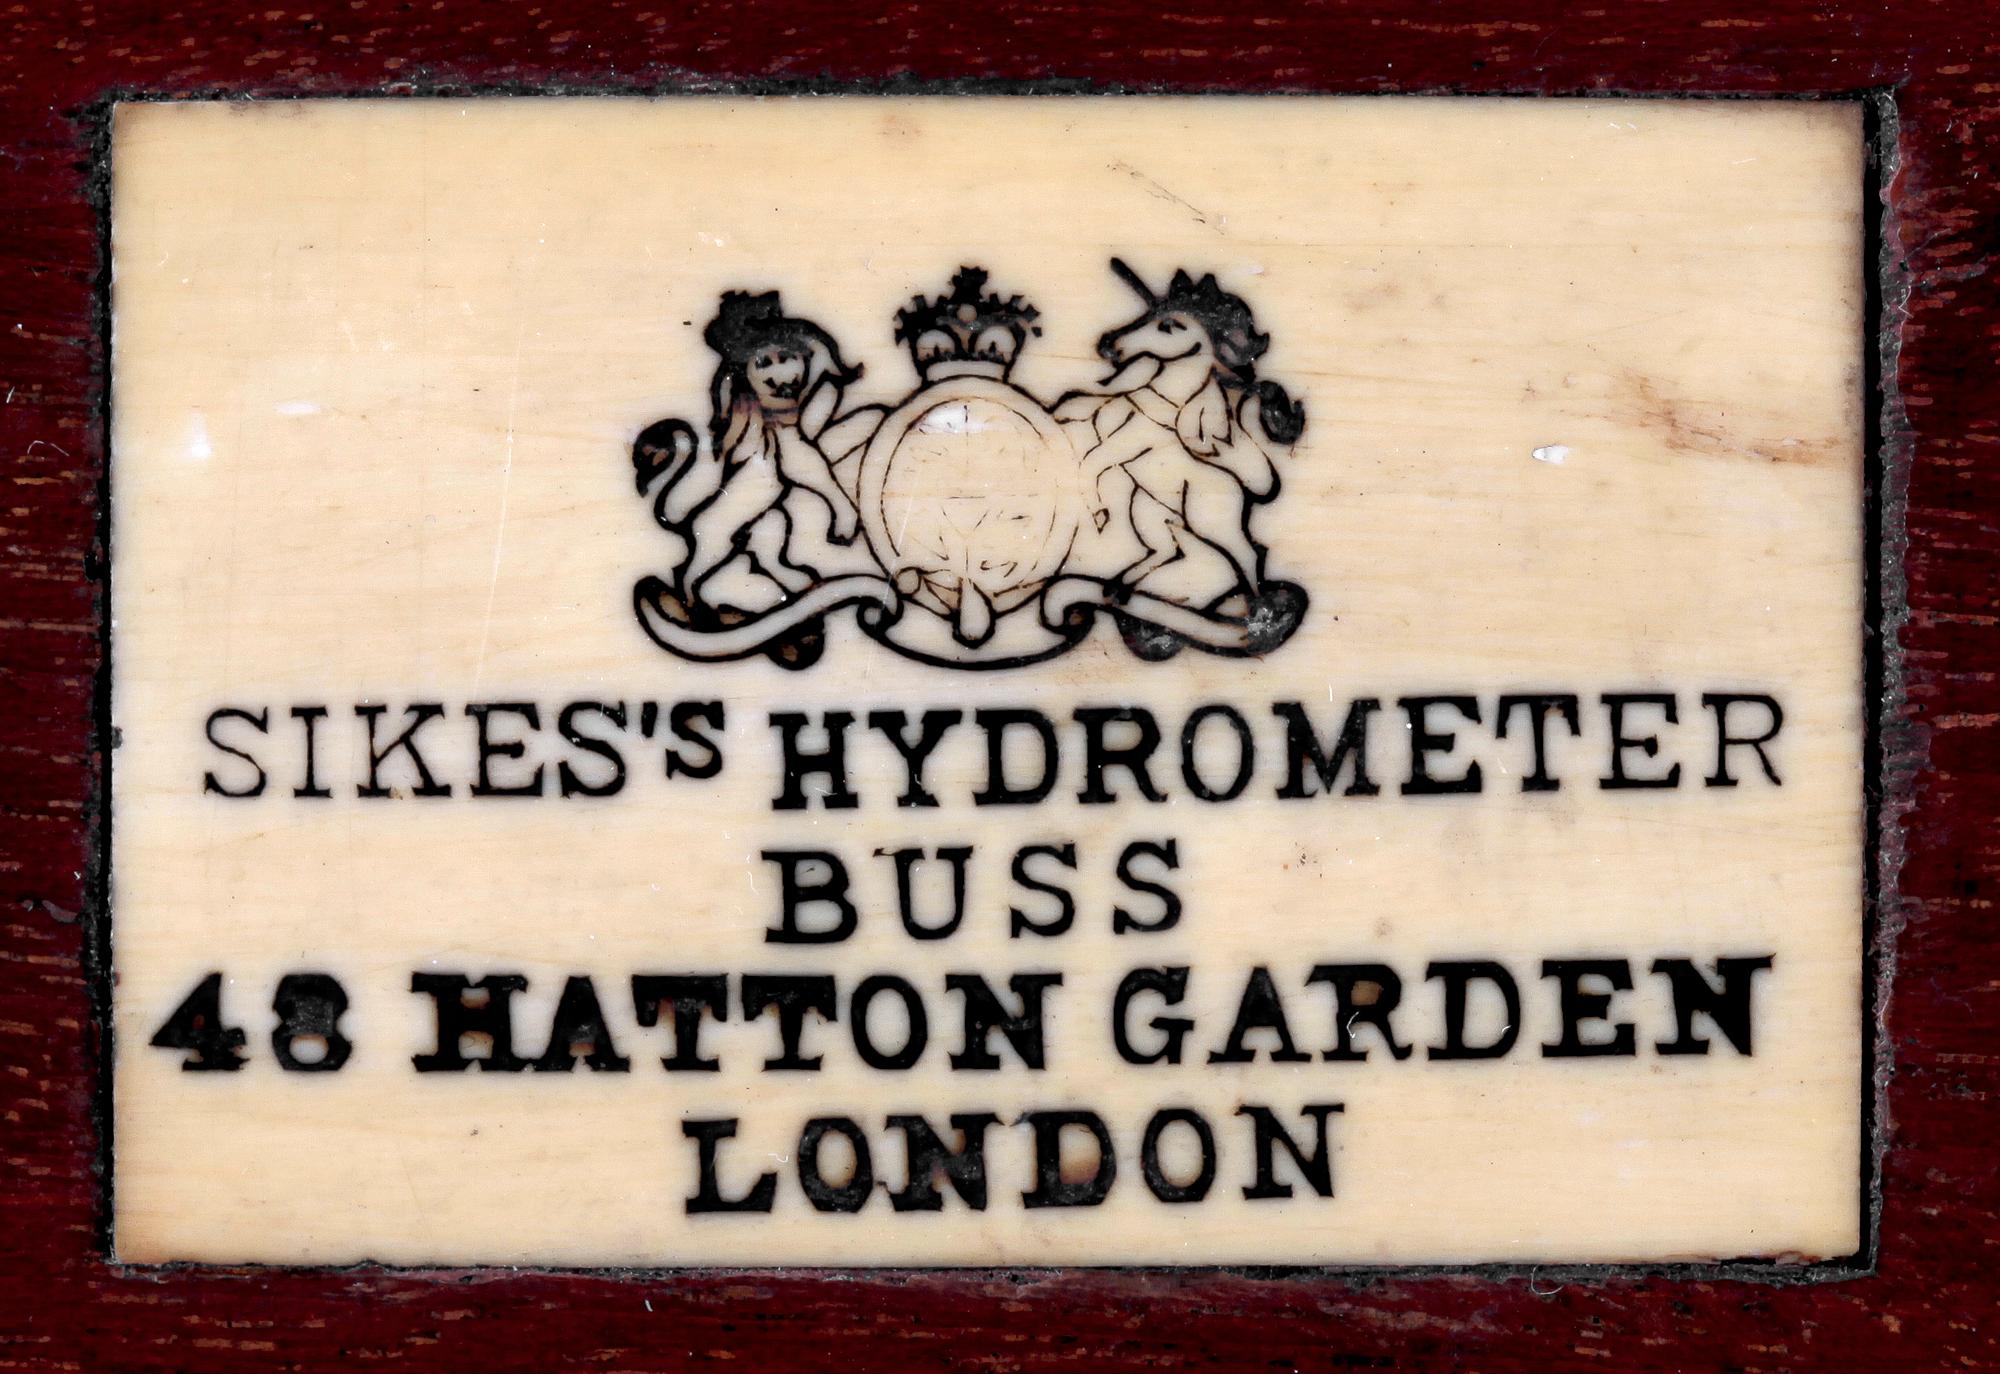 SIKES'S HYDROMETER
BUSS
48 HATTON GARDEN
LONDON